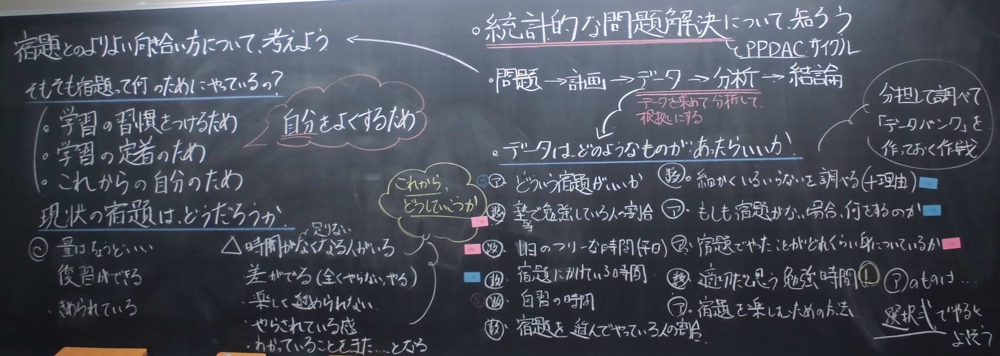 宿題とのよりよい向き合い方について、考えよう
そもそも宿題って何のためにやっているの?
・学習の習慣をつけるため
・学習の定着のため
・これからの自分のため
自分をよくするため
現状の宿題は、どうだろうか
◎ 量はちょうどいい
復習ができる
・きめられている
足りない
△・時間がなくなる人がいる
・差がでる(全くやらない、やる)
・楽しく進められない
・やらされている感
・わかっていることをまた....となる
これから、
どうしていこうか
。統計的な問題解決について、知ろう
PPDACサイクル
・問題→計画→データ→分析→結論
データを集めて、分析して、
根拠にする
分担して調べて
「データバンク」を
作っておく作戦
。データは、どのようなものがあったらいいか
ア・どういう宿題がいいか
数・塾で勉強している人の割合
等
数・1日のフリーな時間(平日)
数・宿題にかけている時間
数・自習の時間
数・宿題を進んでやっている人の割合
数・細かくいるいらないを調べる(+理由)
ア・もしも宿題がない場合、何をするのか
ア・宿題でやったことがどれくらい身についているか
数・適切だと思う勉強時間
ア・宿題を楽しむための方法
アのものは...
選択式でやると
よさそう